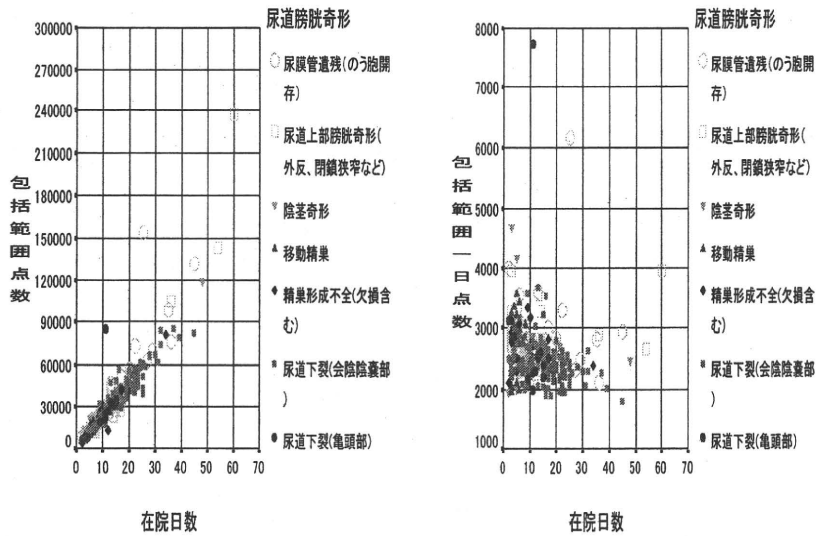 尿道膀胱奇形
300000
270000
240000
210000
180000
150000
120000
90000
60000
30000
0
包括範囲点数
0 10 20 30 40 50 60 70
在院日数
尿膜管遺残(のう胞開
存)
尿道上部膀胱奇形(
外反、閉鎖狭窄など)
陰茎奇形
移動精巣
精巣形成不全(欠損含
む)
尿道下裂(会陰陰嚢部
)
尿道下裂(亀頭部)
尿道膀胱奇形
8000
7000
6000
5000
4000
3000
2000
1000
包括範囲一日点数
0 10 20 30 40 50 60 70
在院日数
尿膜管遺残(のう胞開
存)
尿道上部膀胱奇形(
外反、閉鎖狭窄など)
陰茎奇形
移動精巣
精巣形成不全(欠損含
む)
尿道下裂(会陰陰嚢部
)
尿道下裂(亀頭部)